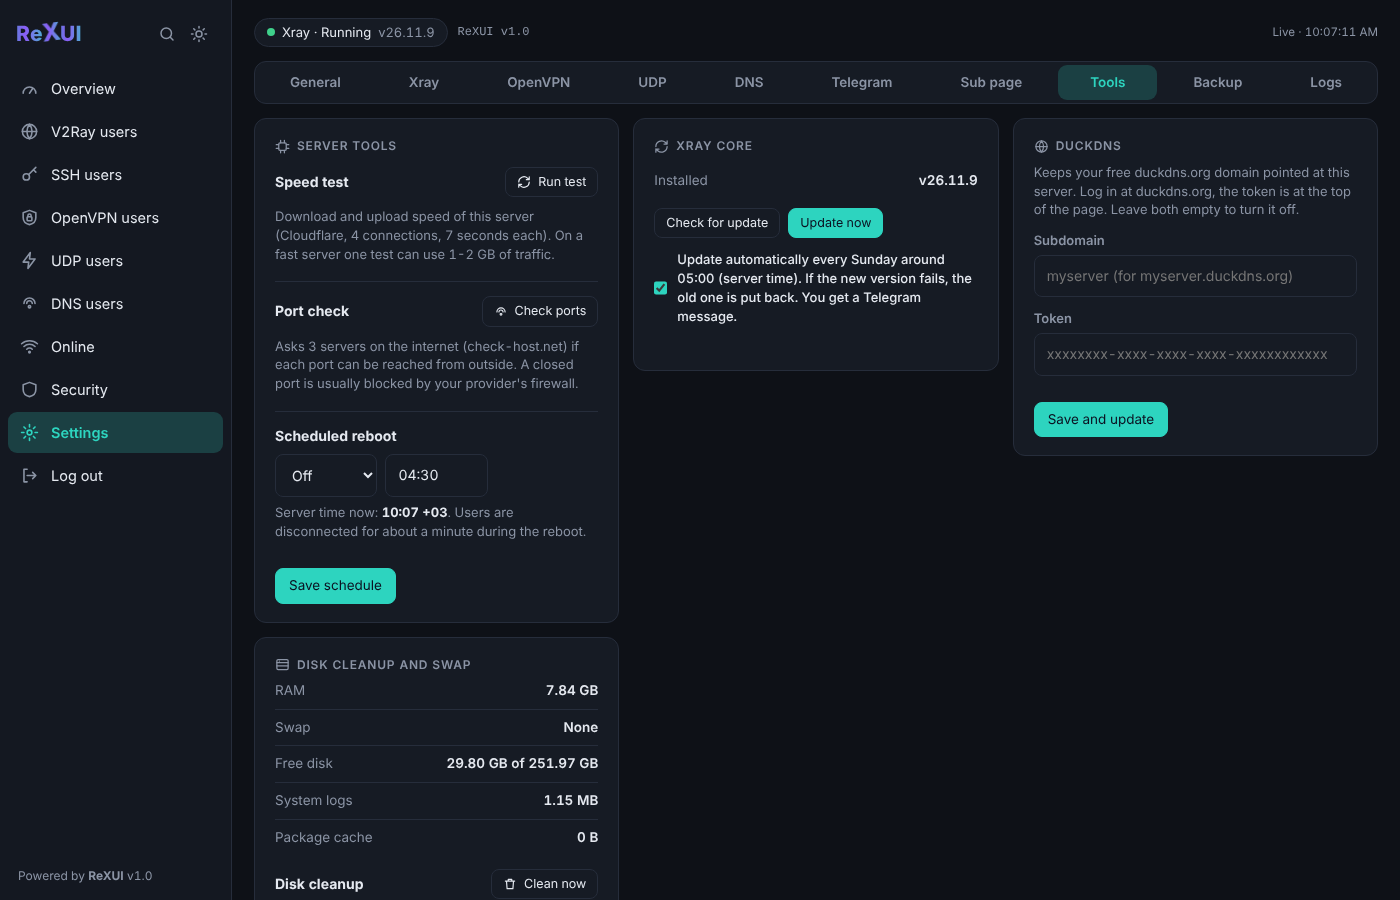 ReXUI
Overview
V2Ray users
SSH users
OpenVPN users
UDP users
DNS users
Online
Security
Settings
Log out
Powered by ReXUI v1.0
Xray · Running v26.11.9
ReXUI v1.0
Live · 10:07:11 AM
General
Xray
OpenVPN
UDP
DNS
Telegram
Sub page
Tools
Backup
Logs
SERVER TOOLS
Speed test
Run test
Download and upload speed of this server
(Cloudflare, 4 connections, 7 seconds each). On a
fast server one test can use 1-2 GB of traffic.
Port check
Check ports
Asks 3 servers on the internet (check-host.net) if
each port can be reached from outside. A closed
port is usually blocked by your provider's firewall.
Scheduled reboot
Off
04:30
Server time now: 10:07 +03. Users are
disconnected for about a minute during the reboot.
Save schedule
DISK CLEANUP AND SWAP
RAM
7.84 GB
Swap
None
Free disk
29.80 GB of 251.97 GB
System logs
1.15 MB
Package cache
0 B
Disk cleanup
Clean now
XRAY CORE
Installed
v26.11.9
Check for update
Update now
Update automatically every Sunday around
05:00 (server time). If the new version fails, the
old one is put back. You get a Telegram
message.
DUCKDNS
Keeps your free duckdns.org domain pointed at this
server. Log in at duckdns.org, the token is at the top
of the page. Leave both empty to turn it off.
Subdomain
myserver (for myserver.duckdns.org)
Token
xxxxxxxx-xxxx-xxxx-xxxx-xxxxxxxxxxxx
Save and update